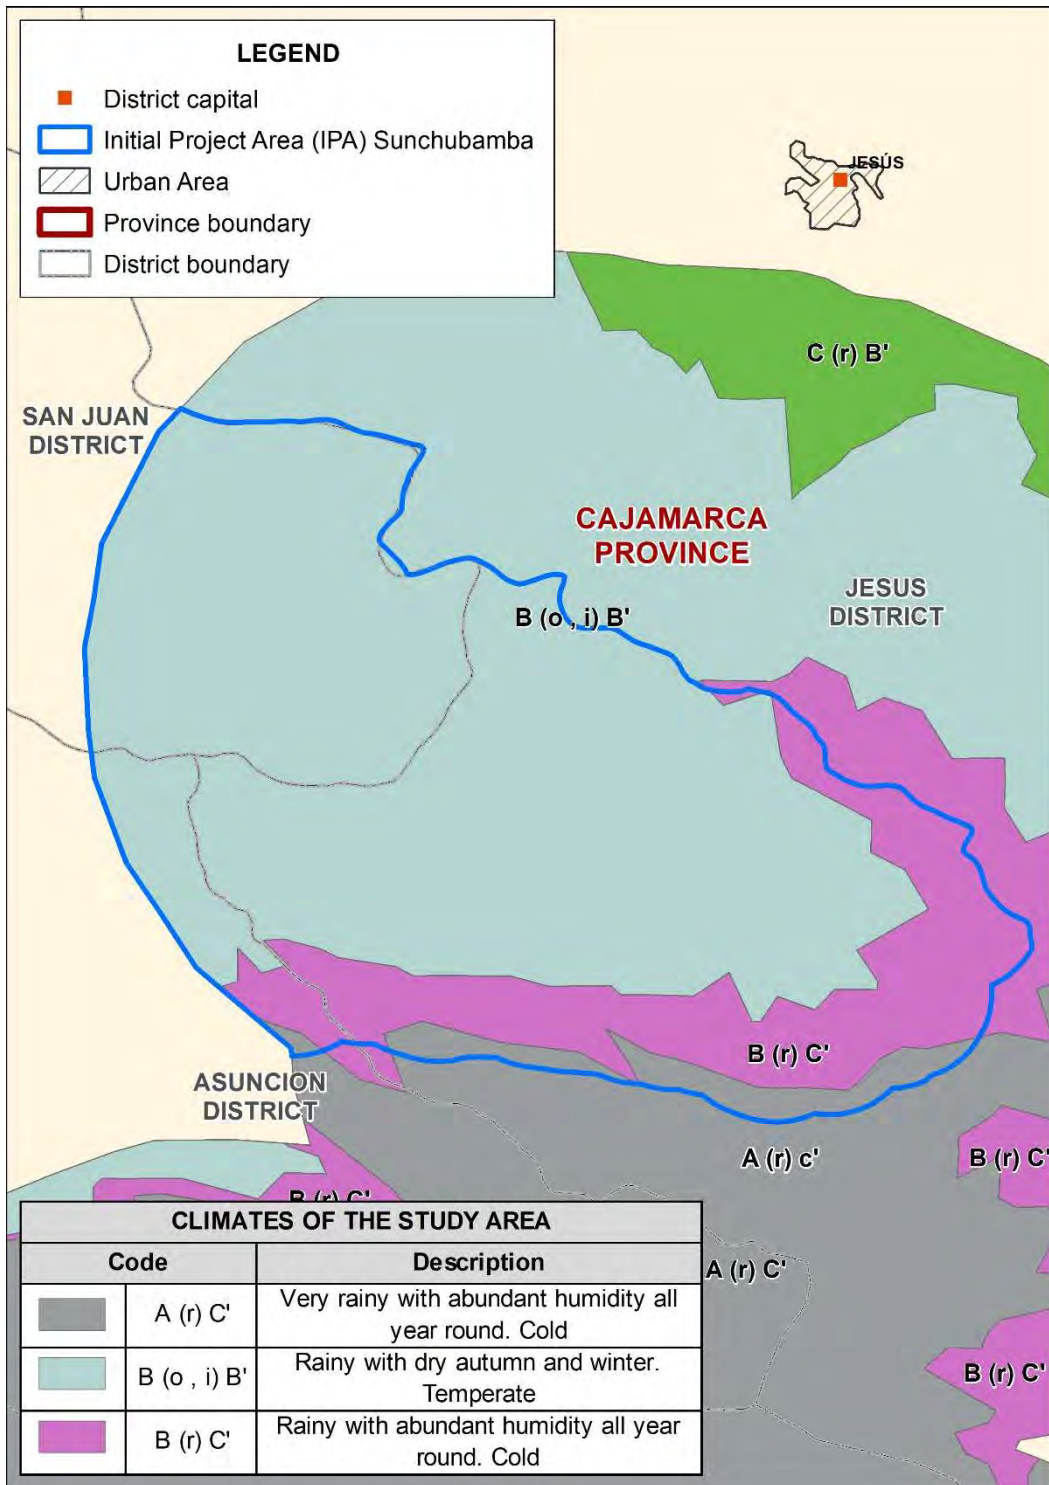 LEGEND
District capital
Initial Project Area (IPA) Sunchubamba
Urban Area
Province boundary
District boundary
JESÚS
C (r) B'
SAN JUAN
DISTRICT
CAJAMARCA
PROVINCE
JESUS
DISTRICT
B (o , i) B'
B (r) C'
ASUNCION
DISTRICT
A (r) c'
B (r) C'
B (r) C'
A (r) C'
B (r) C'
CLIMATES OF THE STUDY AREA
Code Description
A (r) C' Very rainy with abundant humidity all
year round. Cold
B (o , i) B' Rainy with dry autumn and winter.
Temperate
B (r) C' Rainy with abundant humidity all year
round. Cold